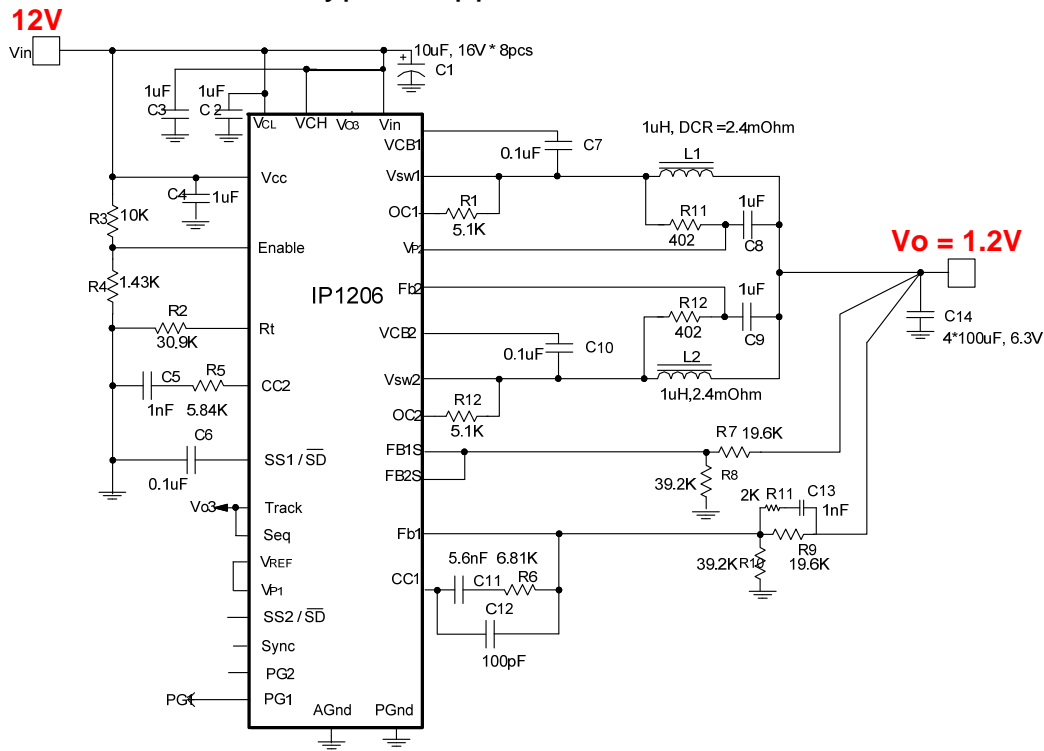 12V
Vin
10uF, 16V * 8pcs
+
C1
1uF
C3
1uF
C 2
VCL
VCH
VO3
Vin
VCB1
0.1uF
C7
1uH, DCR =2.4mOhm
L1
Vcc
C4
1uF
Vsw1
R3
10K
OC1
R1
5.1K
R11
402
1uF
C8
Enable
VP2
Vo = 1.2V
R4
1.43K
IP1206
Fb2
1uF
R12
402
C9
C14
4*100uF, 6.3V
R2
30.9K
Rt
VCB2
0.1uF
C10
L2
1uH,2.4mOhm
C5
1nF
R5
5.84K
CC2
Vsw2
R12
5.1K
OC2
C6
0.1uF
SS1 / SD
FB1S
FB2S
R7
19.6K
39.2K
R8
Vo3
Track
Seq
Fb1
2K
R11
C13
1nF
R9
19.6K
39.2K
R10
VREF
VP1
CC1
5.6nF
6.81K
C11
R6
C12
100pF
SS2 / SD
Sync
PG2
PG1
PG1
AGnd
PGnd